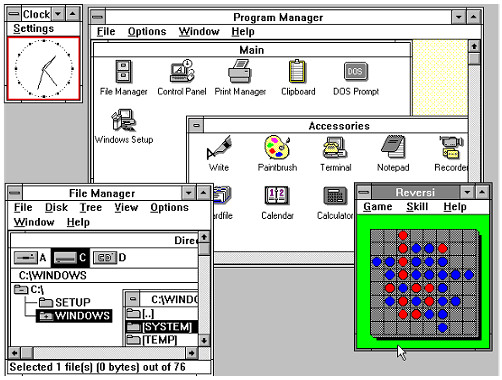 Clock
Settings
Program Manager
File Options Window Help
Main
File Manager Control Panel Print Manager Clipboard DOS Prompt
DOS
Windows Setup
Accessories
Write Paintbrush Terminal Notepad Recorder
rdfile Calendar Calculator
File Manager
File Disk Tree View Options
Window Help
Direc
A C CD D
C:\WINDOWS
C:\
SETUP
WINDOWS
C:\WINDO
[..]
[SYSTEM]
[TEMP]
Selected 1 file(s) (0 bytes) out of 76
Reversi
Game Skill Help